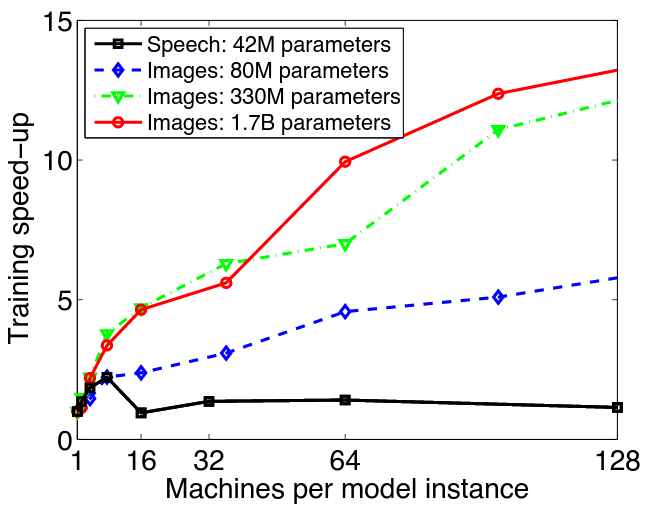 15
10
5
0
Training speed-up
Speech: 42M parameters
Images: 80M parameters
Images: 330M parameters
Images: 1.7B parameters
1 16 32 64 128
Machines per model instance